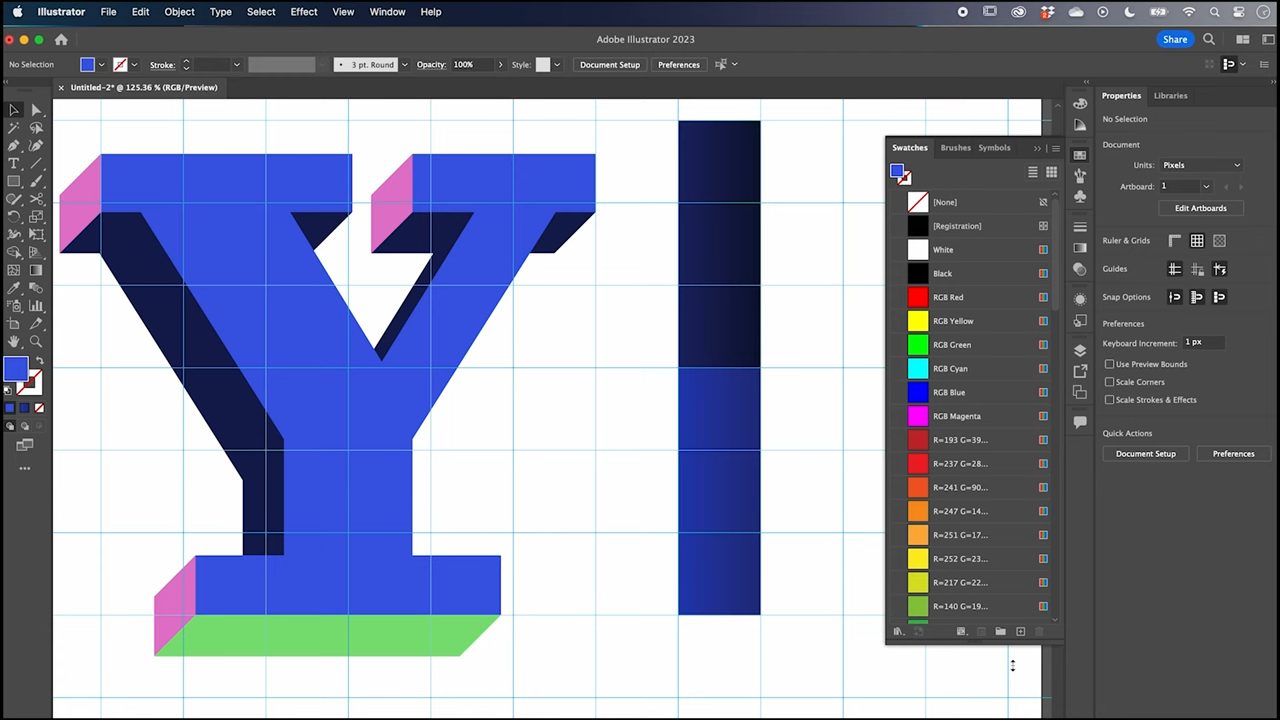 Illustrator File Edit Object Type Select Effect View Window Help
Adobe Illustrator 2023
Share
No Selection Stroke: 3 pt. Round Opacity: 100% Style: Document Setup Preferences
× Untitled-2* @ 125.36 % (RGB/Preview)
Y
Swatches Brushes Symbols
[None]
[Registration]
White
Black
RGB Red
RGB Yellow
RGB Green
RGB Cyan
RGB Blue
RGB Magenta
R=193 G=39...
R=237 G=28...
R=241 G=90...
R=247 G=14...
R=251 G=17...
R=252 G=23...
R=217 G=22...
R=140 G=19...
Properties Libraries
No Selection
Document
Units: Pixels
Artboard: 1
Edit Artboards
Ruler & Grids
Guides
Snap Options
Preferences
Keyboard Increment: 1 px
Use Preview Bounds
Scale Corners
Scale Strokes & Effects
Quick Actions
Document Setup Preferences